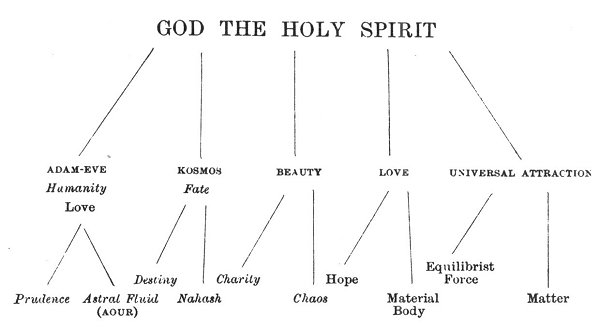 GOD THE HOLY SPIRIT
ADAM-EVE KOSMOS BEAUTY LOVE UNIVERSAL ATTRACTION
Humanity Fate
Love
Equilibrist
Destiny Charity Hope Force
Prudence Astral Fluid Nahash Chaos Material Matter
(AOUR) Body